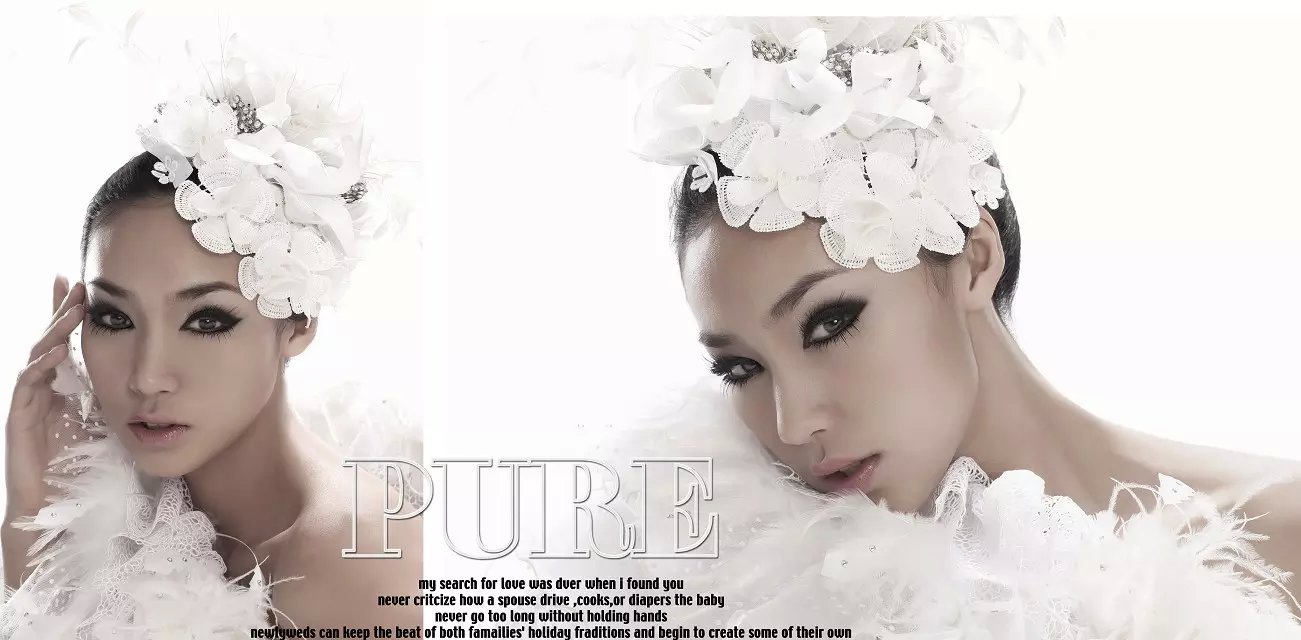 PURE
my search for love was dver when i found you
never critcize how a spouse drive ,cooks,or diapers the baby
never go too long without holding hands
newlyweds can keep the beat of both famailies' holiday fraditions and begin to create some of their own